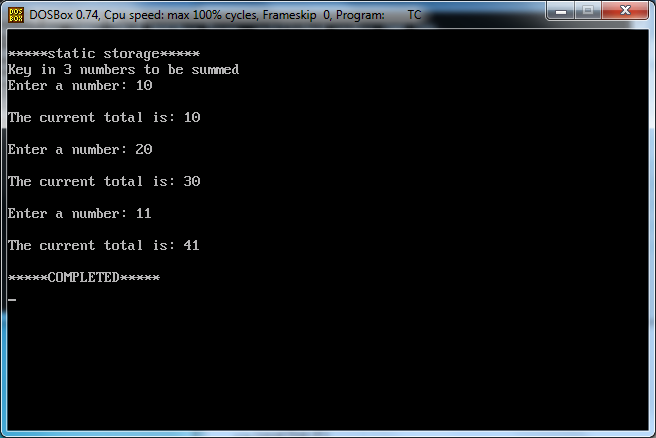 DOS BOX DOSBox 0.74, Cpu speed: max 100% cycles, Frameskip 0, Program: TC
*****static storage*****
Key in 3 numbers to be summed
Enter a number: 10
The current total is: 10
Enter a number: 20
The current total is: 30
Enter a number: 11
The current total is: 41
*****COMPLETED*****